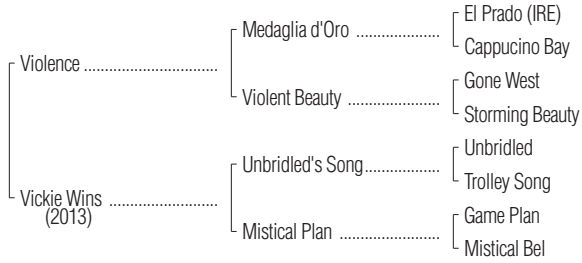 El Prado (IRE)
Medaglia d'Oro ....................
Cappucino Bay
Violence ................................
Gone West
Violent Beauty ......................
Storming Beauty
Unbridled
Unbridled's Song..................
Trolley Song
Vickie Wins ..........................
(2013)
Game Plan
Mistical Plan ........................
Mistical Bel